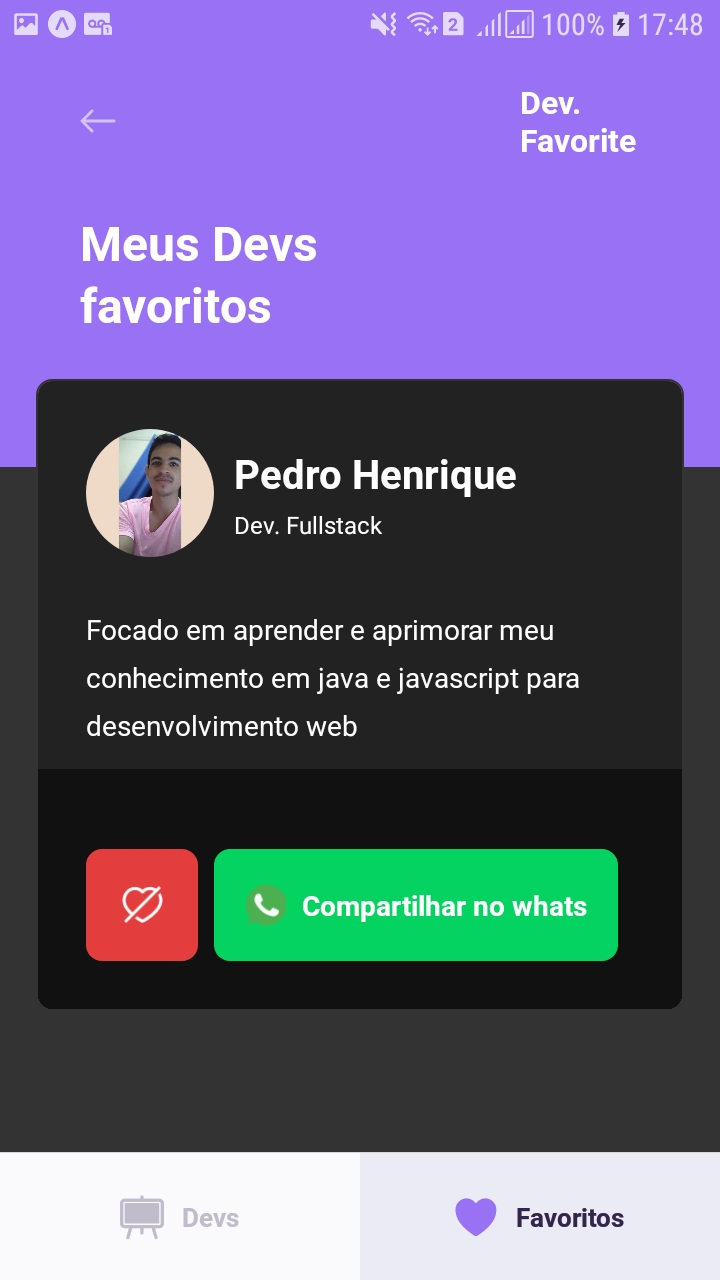 2 100% 17:48
Dev.
Favorite
Meus Devs
favoritos
Pedro Henrique
Dev. Fullstack
Focado em aprender e aprimorar meu
conhecimento em java e javascript para
desenvolvimento web
Compartilhar no whats
Devs Favoritos